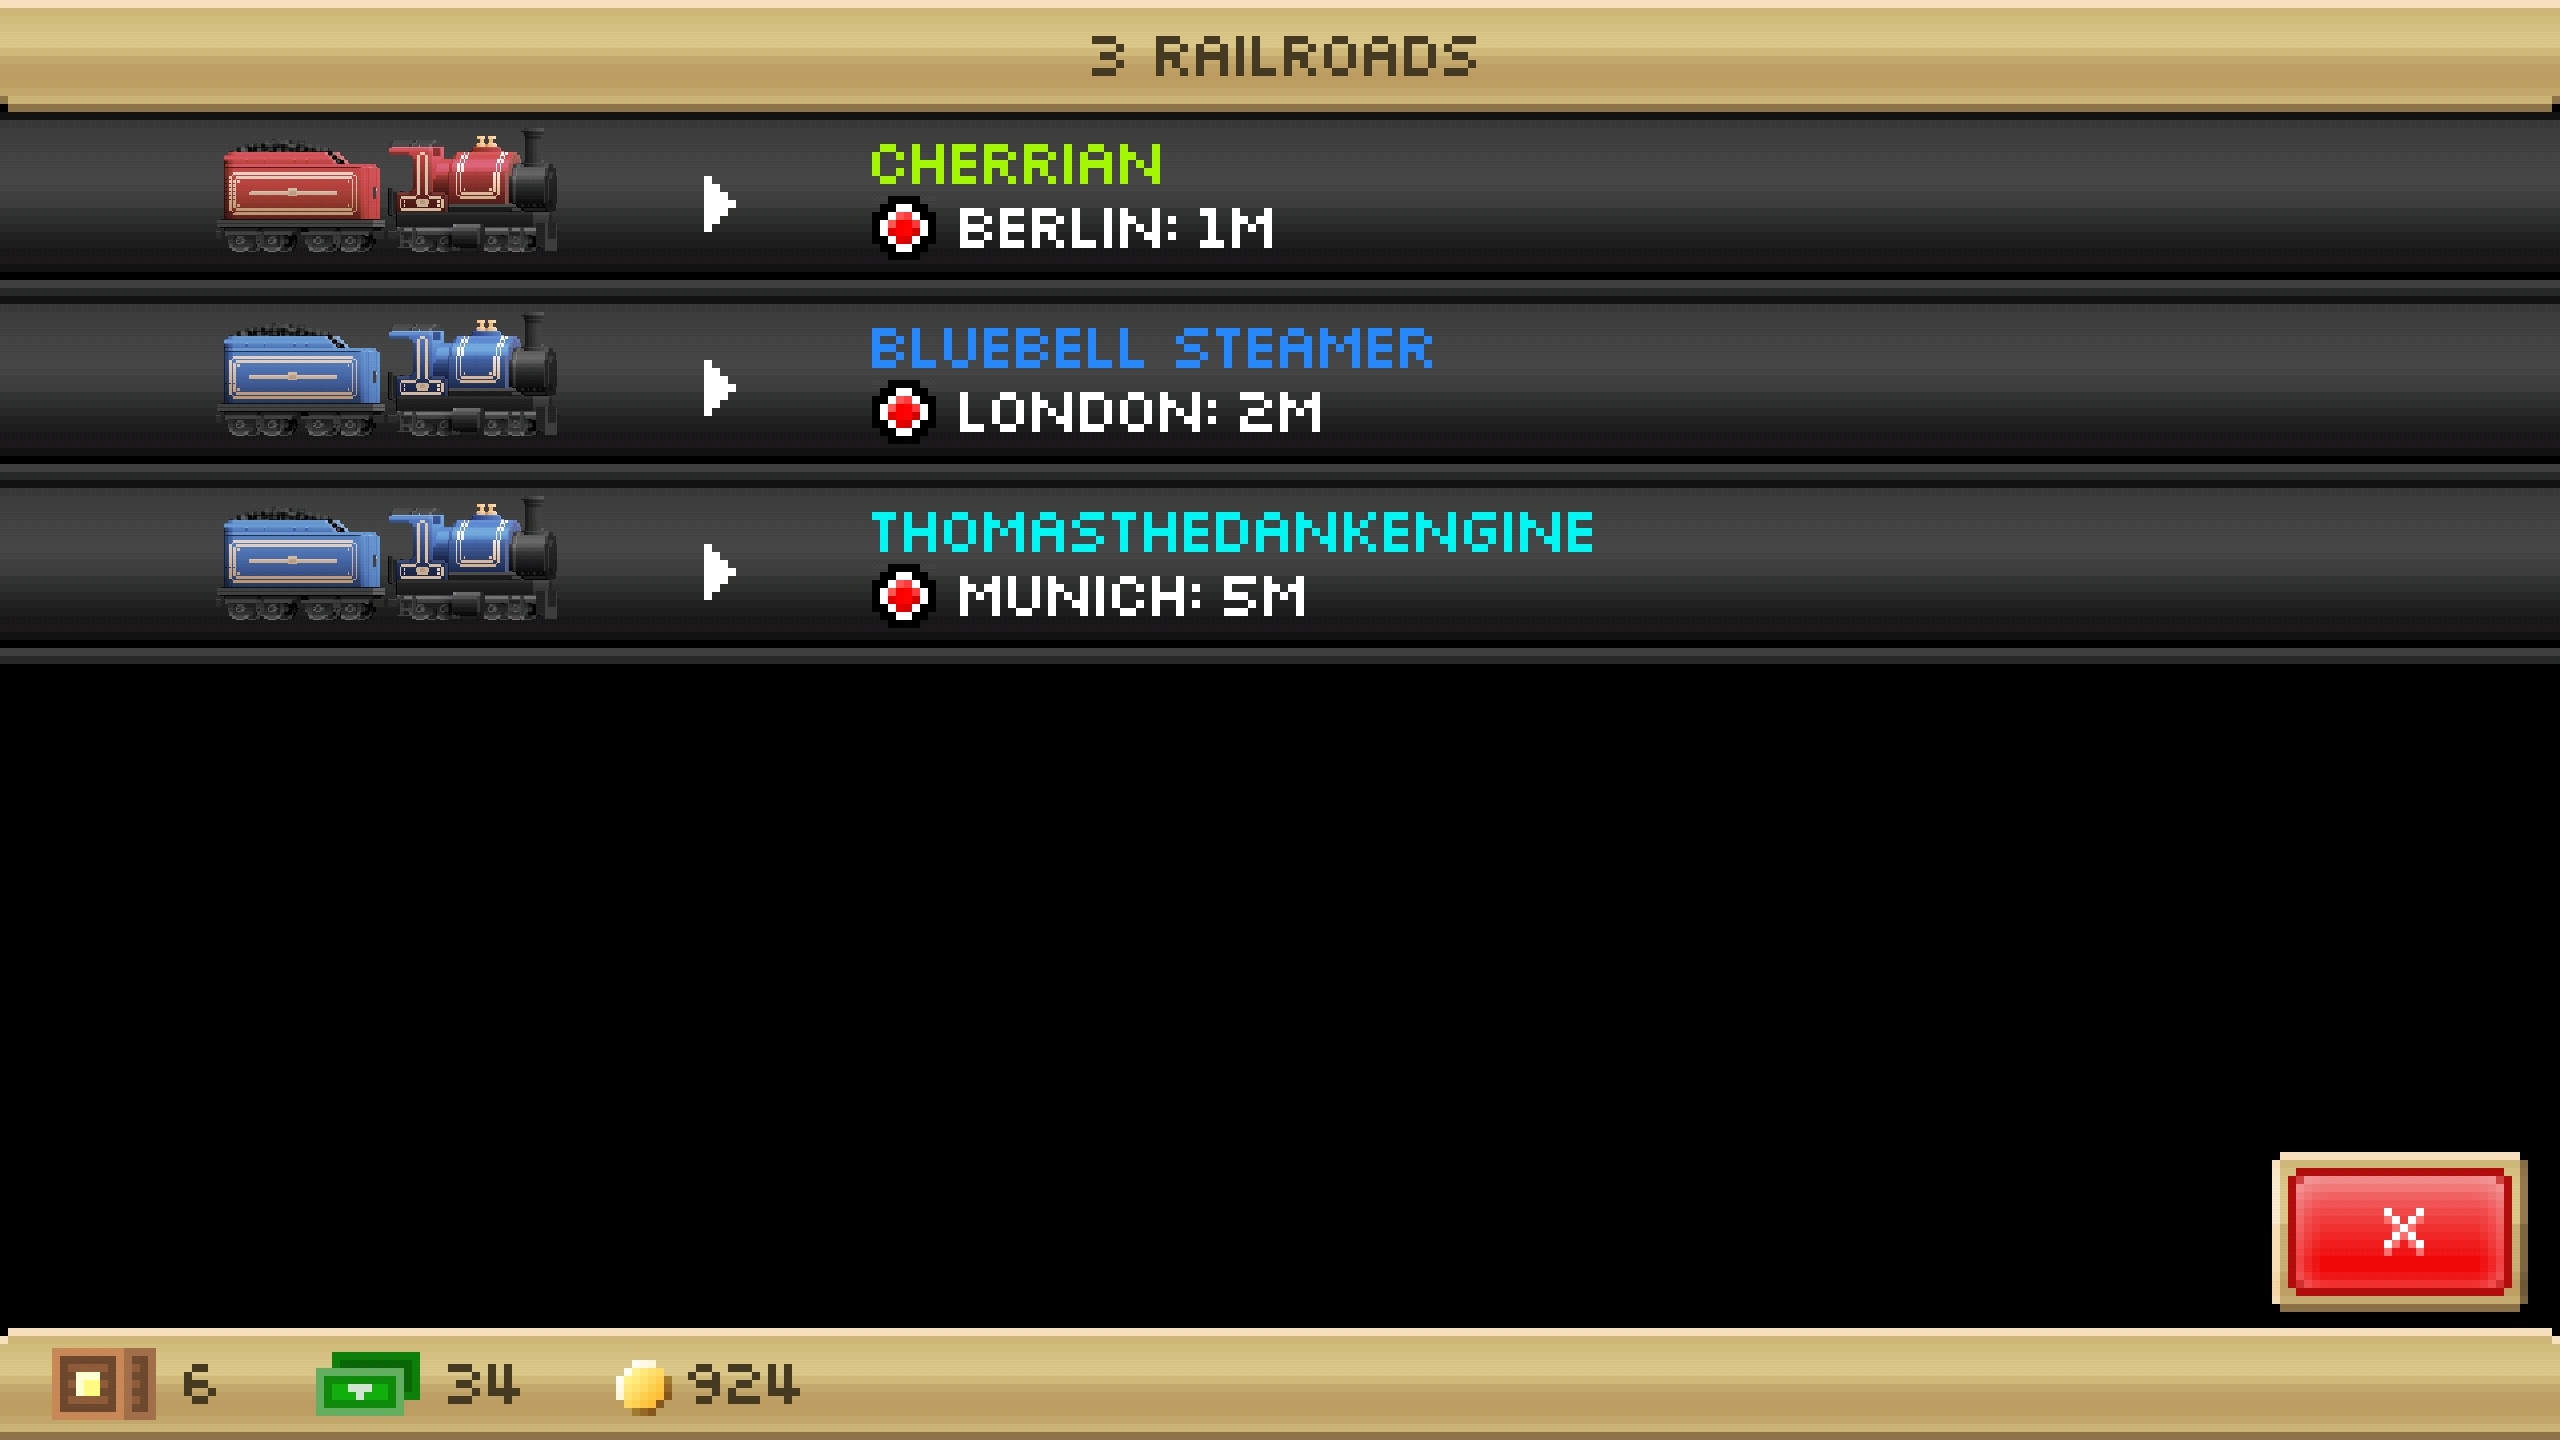 3 RAILROADS
CHERRIAN
BERLIN: 1M
BLUEBELL STEAMER
LONDON: 2M
THOMASTHEDANKENGINE
MUNICH: 5M
X
6 34 924